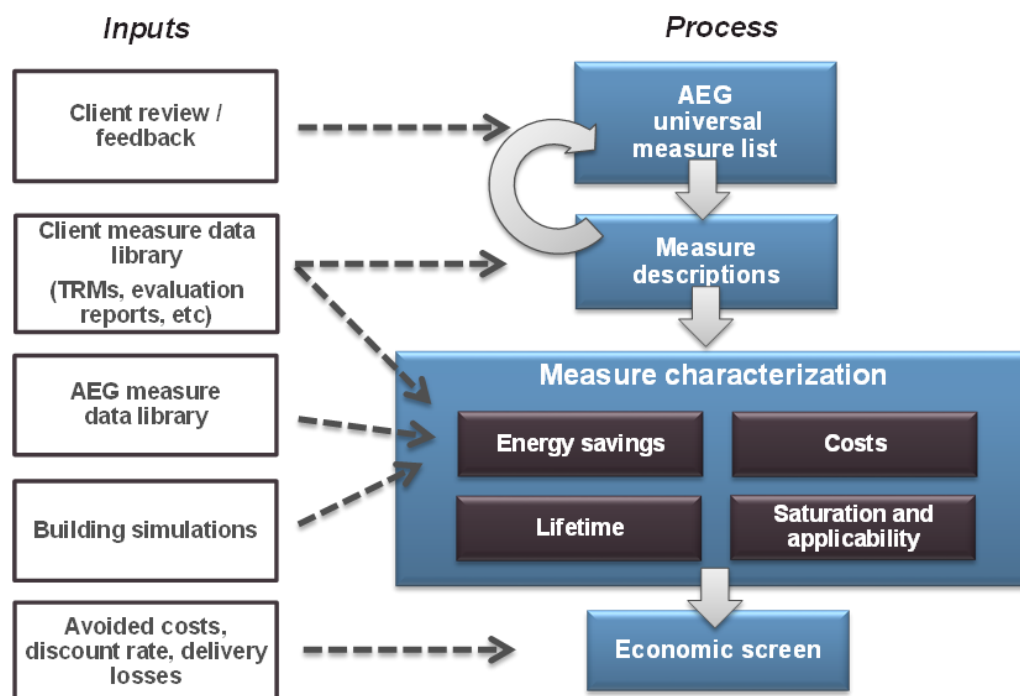 Inputs
Process
Client review /
feedback
AEG
universal
measure list
Client measure data
library
(TRMs, evaluation
reports, etc)
Measure
descriptions
AEG measure
data library
Measure characterization
Energy savings
Costs
Building simulations
Lifetime
Saturation and
applicability
Avoided costs,
discount rate, delivery
losses
Economic screen